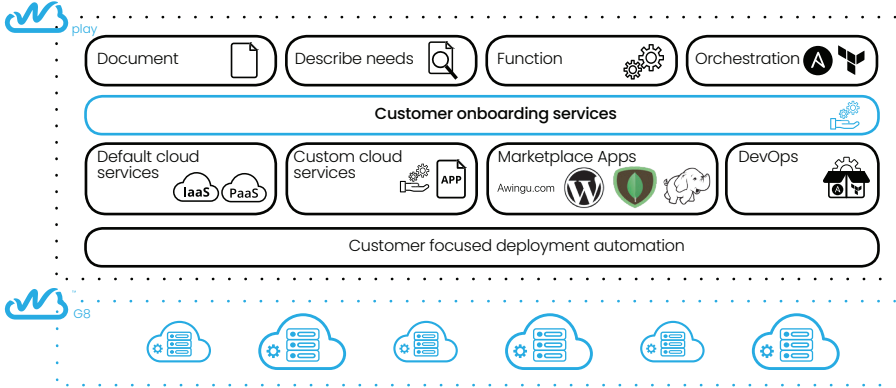 play
Document
Describe needs
Function
Orchestration
A
Customer onboarding services
Default cloud
services
IaaS
PaaS
Custom cloud
services
APP
Marketplace Apps
Awingu.com
W
DevOps
A
Customer focused deployment automation
™
G8